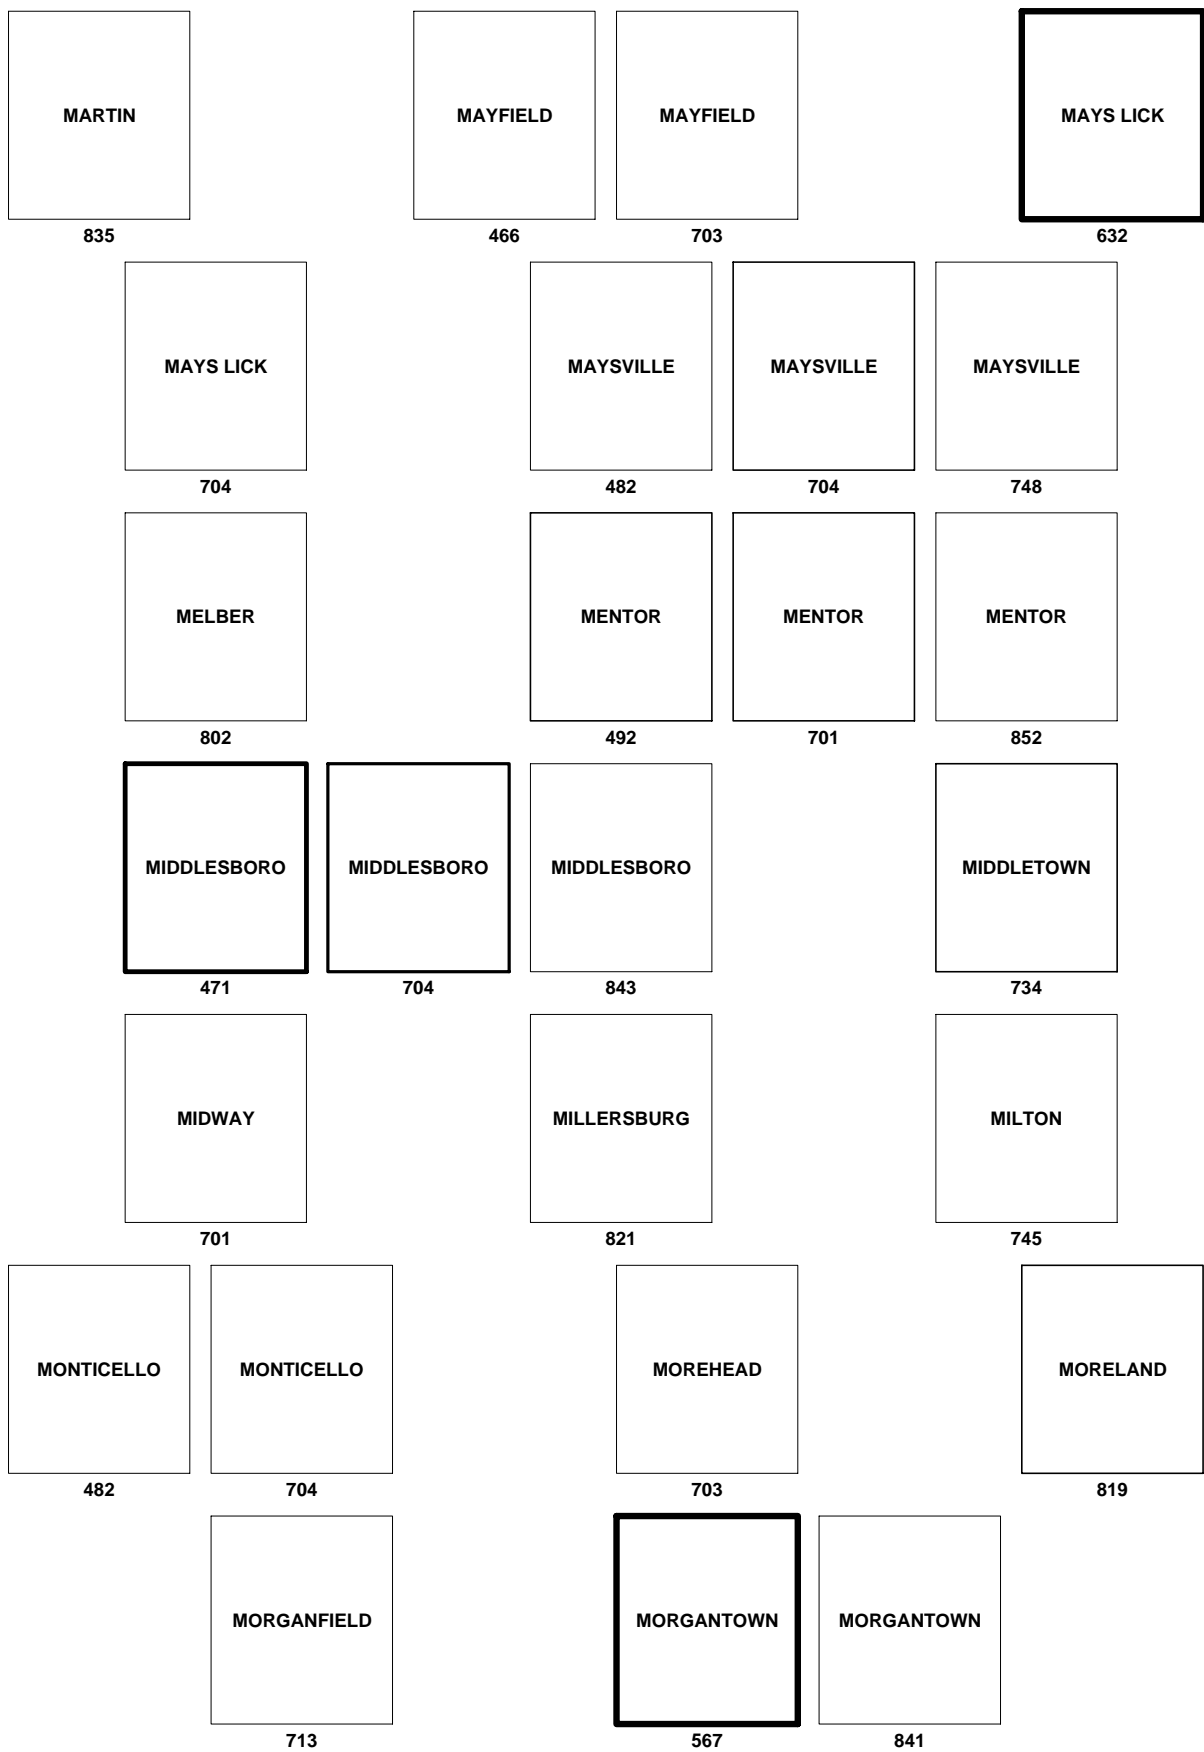 MARTIN MAYFIELD MAYFIELD MAYS LICK
835 466 703 632
MAYS LICK MAYSVILLE MAYSVILLE MAYSVILLE
704 482 704 748
MELBER MENTOR MENTOR MENTOR
802 492 701 852
MIDDLESBORO MIDDLESBORO MIDDLESBORO MIDDLETOWN
471 704 843 734
MIDWAY MILLERSBURG MILTON
701 821 745
MONTICELLO MONTICELLO MOREHEAD MORELAND
482 704 703 819
MORGANFIELD MORGANTOWN MORGANTOWN
713 567 841